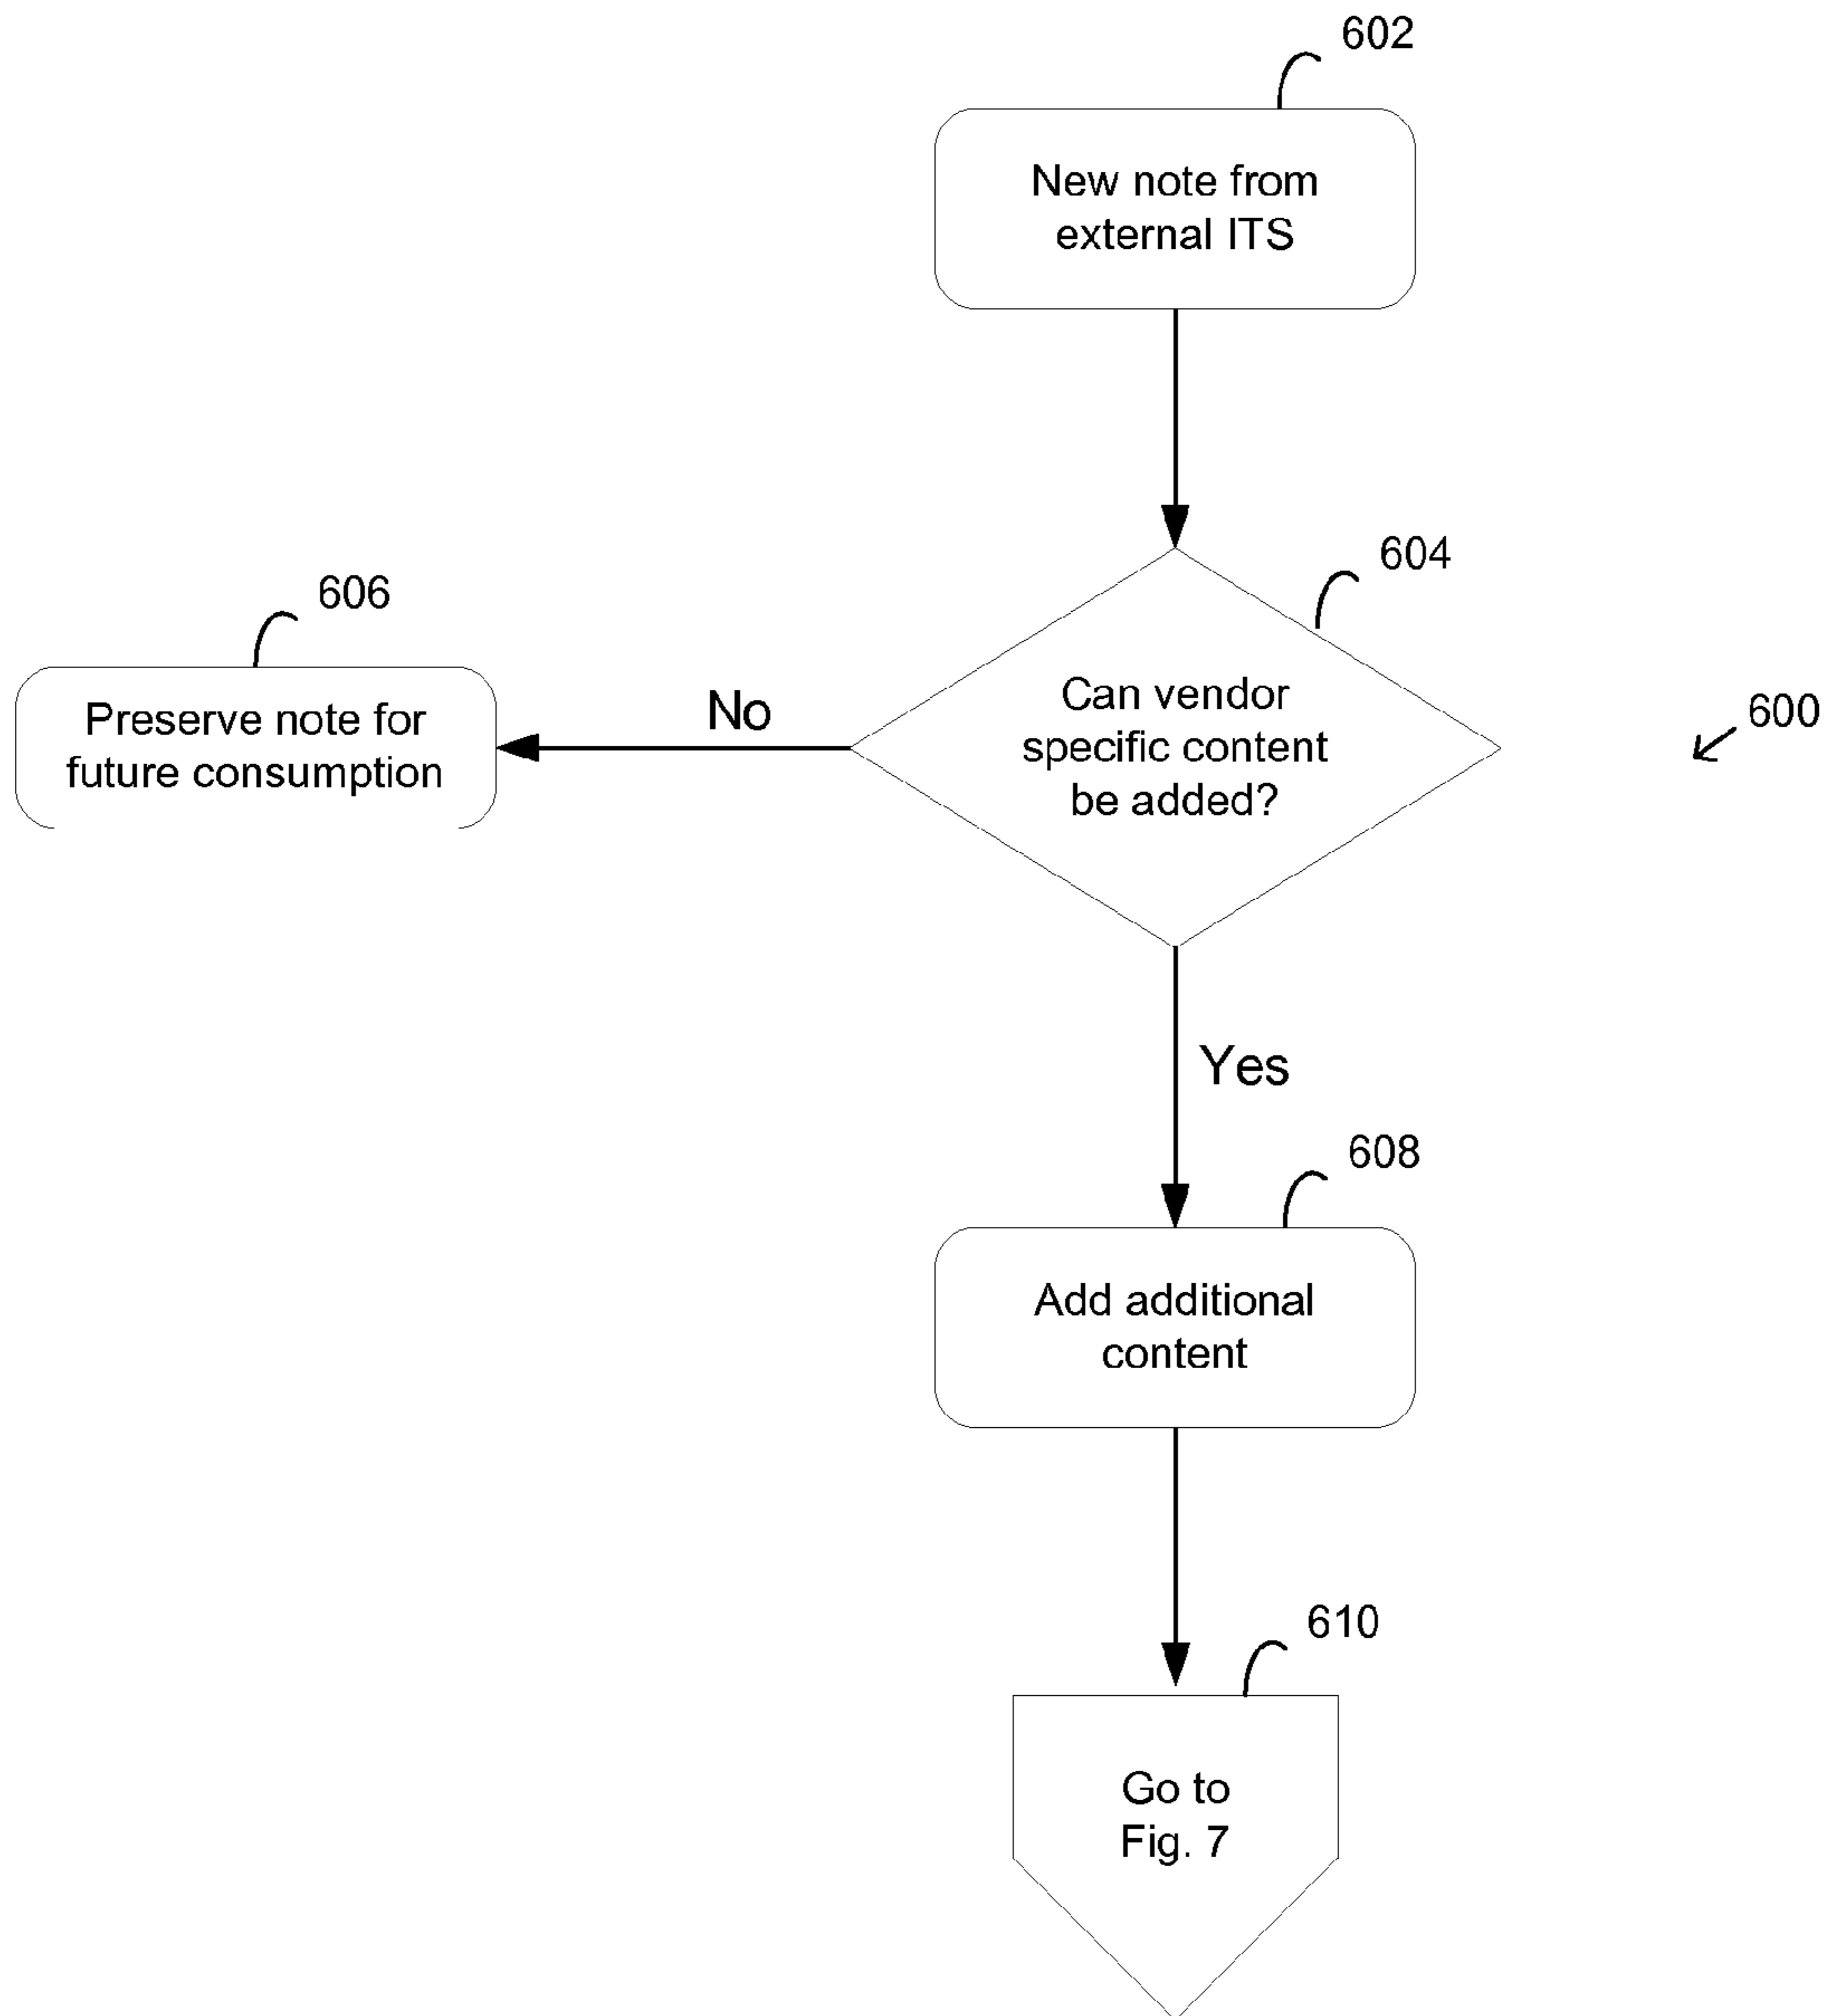 602
New note from
external ITS
604
606
Can vendor
specific content
be added?
No
Preserve note for
future consumption
600
Yes
608
Add additional
content
610
Go to
Fig. 7